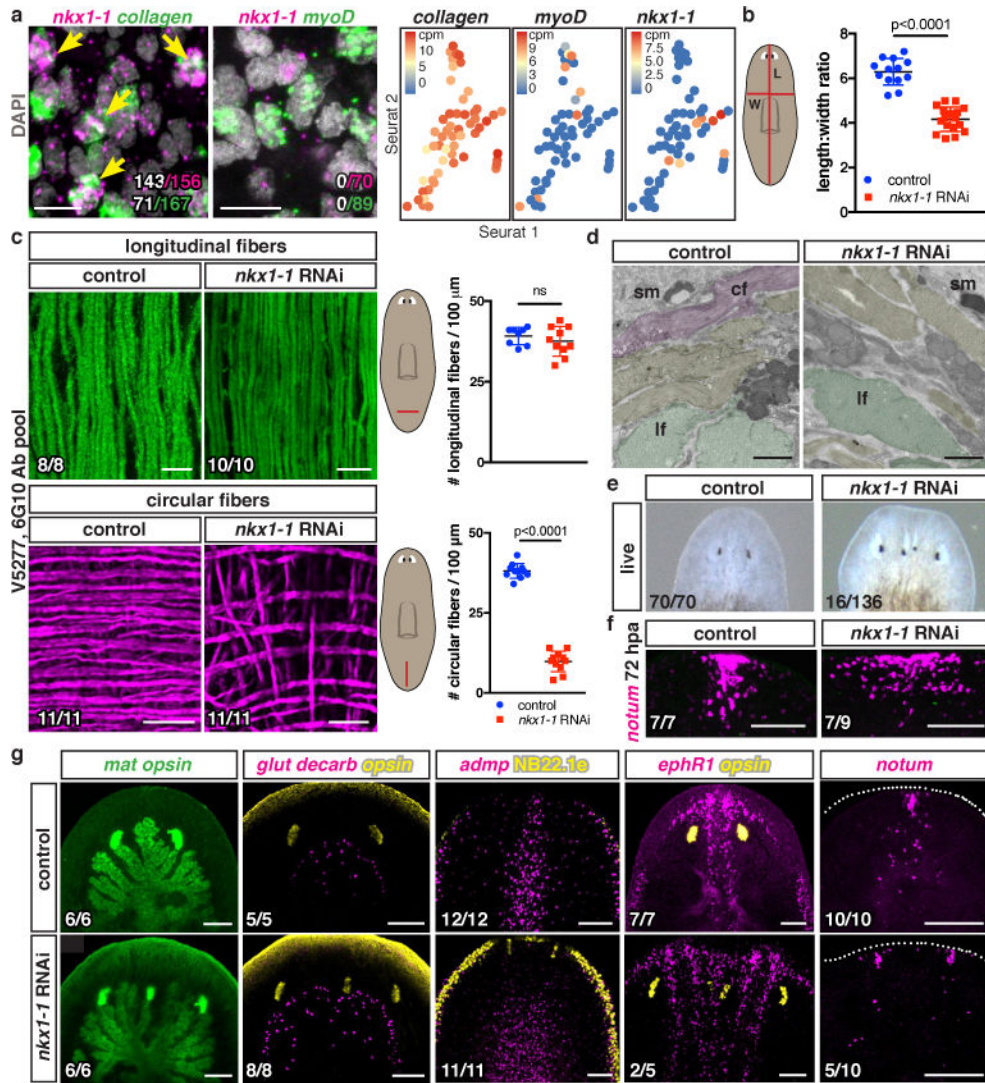 a
nkx1-1 collagen
nkx1-1 myoD
DAPI
143/156
71/167
0/70
0/89
collagen
myoD
nkx1-1
cpm
10
5
0
cpm
9
6
3
0
cpm
7.5
5.0
2.5
0
Seurat 2
Seurat 1
b
L
W
p<0.0001
length:width ratio
8
6
4
2
0
control
nkx1-1 RNAi
c
longitudinal fibers
control
nkx1-1 RNAi
8/8
10/10
V5277, 6G10 Ab pool
# longitudinal fibers / 100 µm
ns
50
25
0
circular fibers
control
nkx1-1 RNAi
11/11
11/11
# circular fibers / 100 µm
p<0.0001
50
25
0
control
nkx1-1 RNAi
d
control
nkx1-1 RNAi
sm
cf
lf
sm
lf
e
control
nkx1-1 RNAi
live
70/70
16/136
f
control
nkx1-1 RNAi
notum 72 hpa
7/7
7/9
g
mat opsin
glut decarb opsin
admp NB22.1e
ephR1 opsin
notum
control
6/6
5/5
12/12
7/7
10/10
nkx1-1 RNAi
6/6
8/8
11/11
2/5
5/10